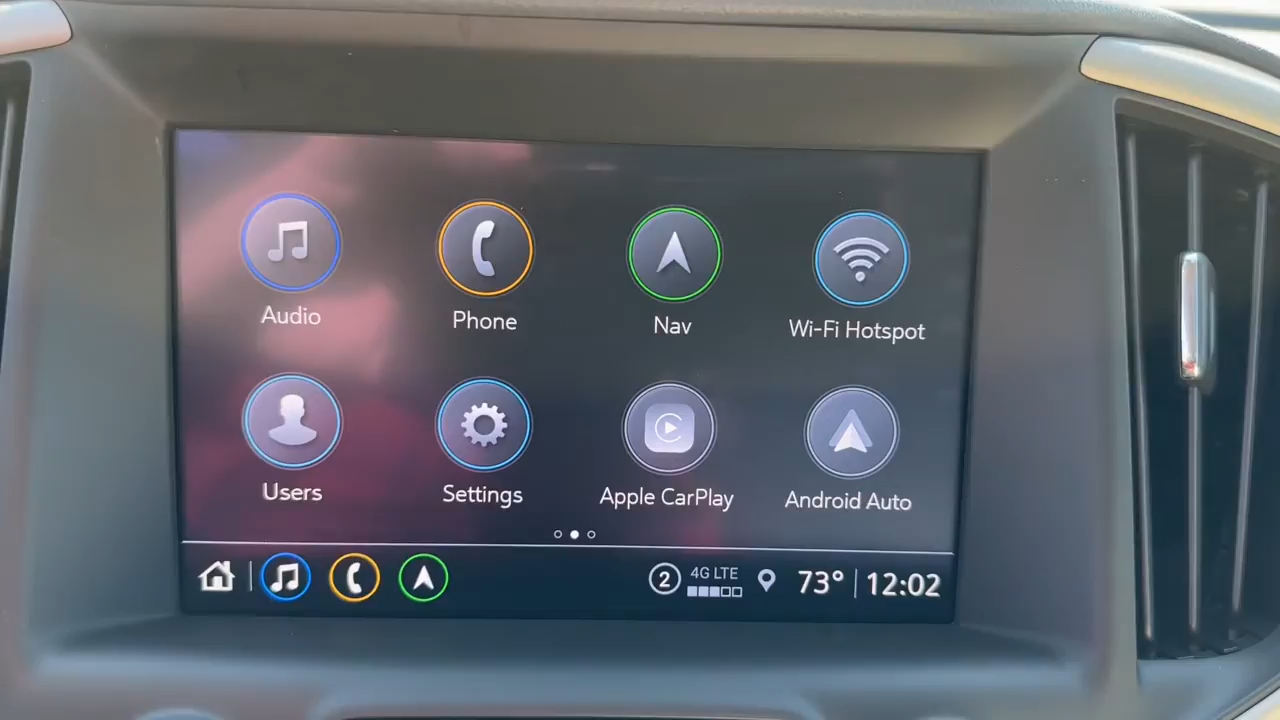 Audio
Phone
Nav
Wi-Fi Hotspot
Users
Settings
Apple CarPlay
Android Auto
2
4G LTE
73°
12:02